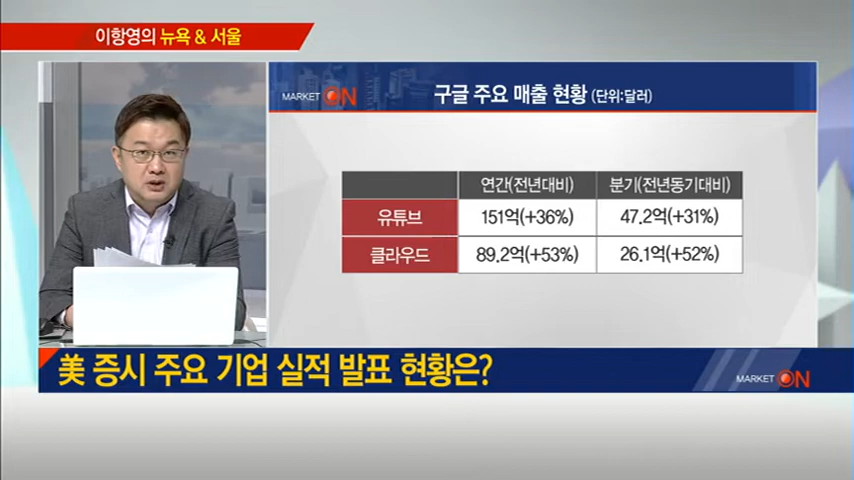 이항영의 뉴욕 & 서울
MARKET ON
구글 주요 매출 현황 (단위:달러)
연간(전년대비) 분기(전년동기대비)
유튜브 151억(+36%) 47.2억(+31%)
클라우드 89.2억(+53%) 26.1억(+52%)
美 증시 주요 기업 실적 발표 현황은?
MARKET ON